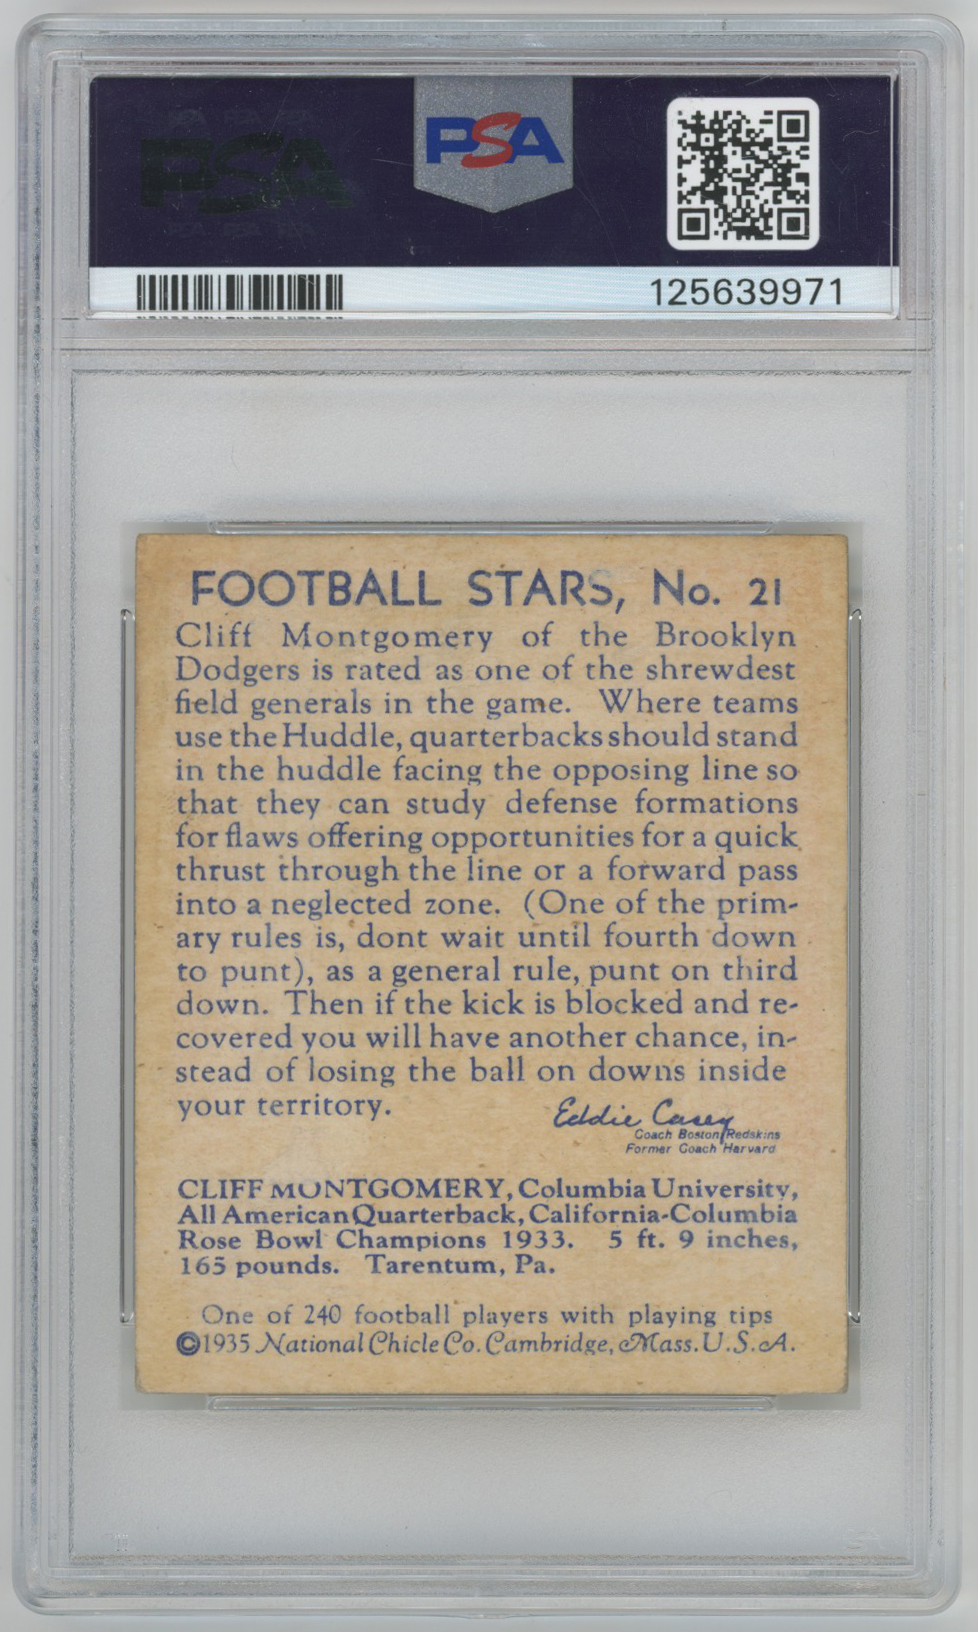 PSA
PSA
125639971
FOOTBALL STARS, No. 21
Cliff Montgomery of the Brooklyn
Dodgers is rated as one of the shrewdest
field generals in the game. Where teams
use the Huddle, quarterbacks should stand
in the huddle facing the opposing line so
that they can study defense formations
for flaws offering opportunities for a quick
thrust through the line or a forward pass
into a neglected zone. (One of the prim-
ary rules is, dont wait until fourth down
to punt), as a general rule, punt on third
down. Then if the kick is blocked and re-
covered you will have another chance, in-
stead of losing the ball on downs inside
your territory.
Eddie Casey
Coach Boston Redskins
Former Coach Harvard
CLIFF MONTGOMERY, Columbia University,
All American Quarterback, California-Columbia
Rose Bowl Champions 1933. 5 ft. 9 inches,
165 pounds. Tarentum, Pa.
One of 240 football players with playing tips
©1935 National Chicle Co. Cambridge, Mass. U.S.A.